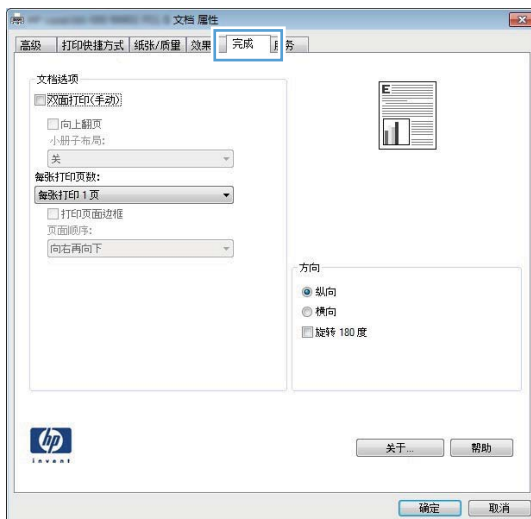 文档 属性
高级 打印快捷方式 纸张/质量 效果 完成 服务
文档选项
双面打印(手动)
向上翻页
小册子布局:
关
每张打印页数:
每张打印 1 页
打印页面边框
页面顺序:
向右再向下
E
方向
纵向
横向
旋转 180 度
hp
invent
关于... 帮助
确定 取消